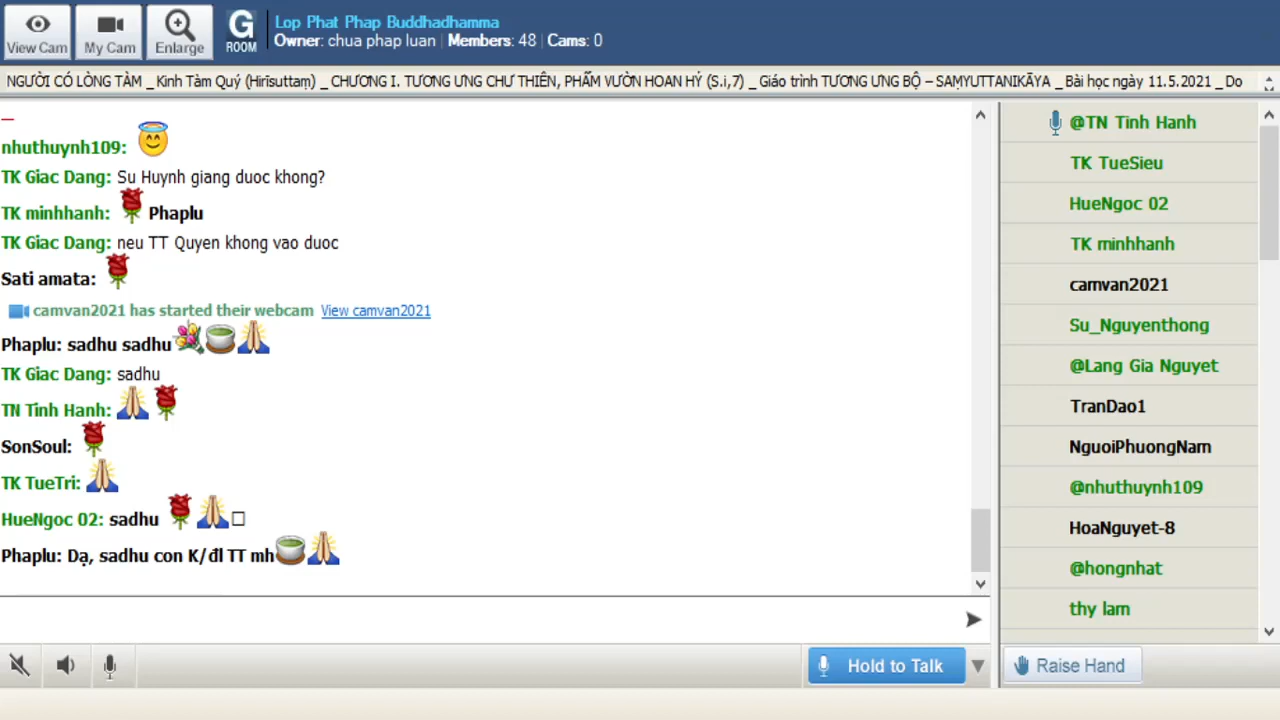 View Cam
My Cam
Enlarge
G
ROOM
Lop Phat Phap Buddhadhamma
Owner: chua phap luan | Members: 48 | Cams: 0
NGƯỜI CÓ LÒNG TÀM _ Kinh Tàm Quý (Hirīsuttaṃ) _ CHƯƠNG I. TƯƠNG ƯNG CHƯ THIÊN, PHẨM VƯỜN HOAN HỶ (S.i,7) _ Giáo trình TƯƠNG ƯNG BỘ – SAṂYUTTANIKĀYA _ Bài học ngày 11.5.2021 _ Do
nhuthuynh109:
TK Giac Dang: Su Huynh giang duoc khong?
TK minhhanh: Phaplu
TK Giac Dang: neu TT Quyen khong vao duoc
Sati amata:
camvan2021 has started their webcam View camvan2021
Phaplu: sadhu sadhu
TK Giac Dang: sadhu
TN Tinh Hanh:
SonSoul:
TK TueTri:
HueNgoc 02: sadhu
Phaplu: Dạ, sadhu con K/đl TT mh
Hold to Talk
@TN Tinh Hanh
TK TueSieu
HueNgoc 02
TK minhhanh
camvan2021
Su_Nguyenthong
@Lang Gia Nguyet
TranDao1
NguoiPhuongNam
@nhuthuynh109
HoaNguyet-8
@hongnhat
thy lam
Raise Hand